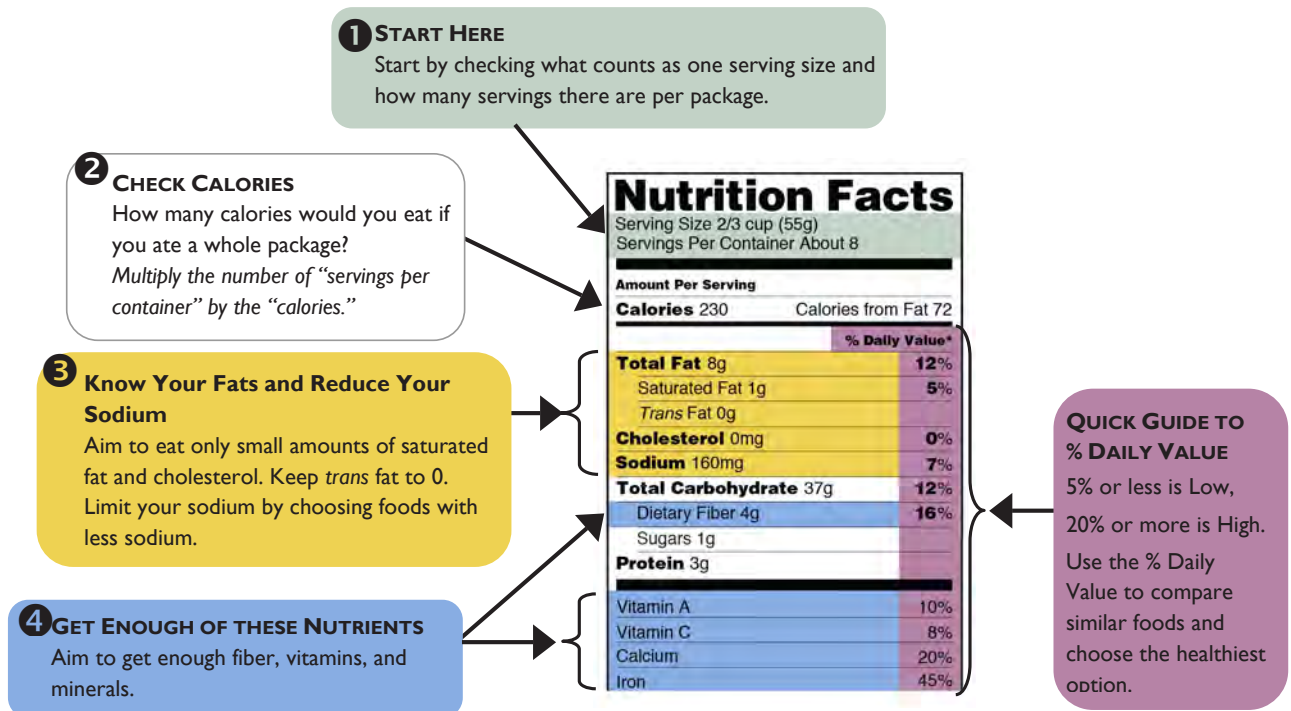 1 START HERE
Start by checking what counts as one serving size and
how many servings there are per package.
2 CHECK CALORIES
How many calories would you eat if
you ate a whole package?
Multiply the number of “servings per
container” by the “calories.”
3 Know Your Fats and Reduce Your
Sodium
Aim to eat only small amounts of saturated
fat and cholesterol. Keep trans fat to 0.
Limit your sodium by choosing foods with
less sodium.
4 GET ENOUGH OF THESE NUTRIENTS
Aim to get enough fiber, vitamins, and
minerals.
Nutrition Facts
Serving Size 2/3 cup (55g)
Servings Per Container About 8
Amount Per Serving
Calories 230 Calories from Fat 72
% Daily Value*
Total Fat 8g 12%
Saturated Fat 1g 5%
Trans Fat 0g
Cholesterol 0mg 0%
Sodium 160mg 7%
Total Carbohydrate 37g 12%
Dietary Fiber 4g 16%
Sugars 1g
Protein 3g
Vitamin A 10%
Vitamin C 8%
Calcium 20%
Iron 45%
QUICK GUIDE TO
% DAILY VALUE
5% or less is Low,
20% or more is High.
Use the % Daily
Value to compare
similar foods and
choose the healthiest
option.